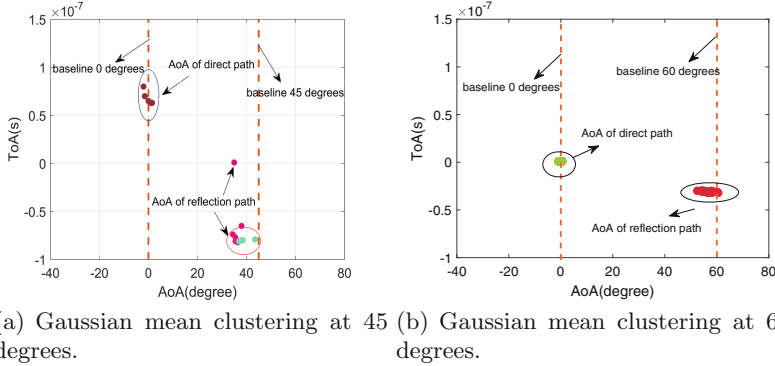 ×10⁻⁷
1.5
1
0.5
0
-0.5
-1
ToA(s)
baseline 0 degrees
AoA of direct path
baseline 45 degrees
AoA of reflection path
-40
-20
0
20
40
60
80
AoA(degree)
×10⁻⁷
1.5
1
0.5
0
-0.5
-1
ToA(s)
baseline 60 degrees
baseline 0 degrees
AoA of direct path
AoA of reflection path
-40
-20
0
20
40
60
80
AoA(degree)
a) Gaussian mean clustering at 45
degrees.
(b) Gaussian mean clustering at 6
degrees.